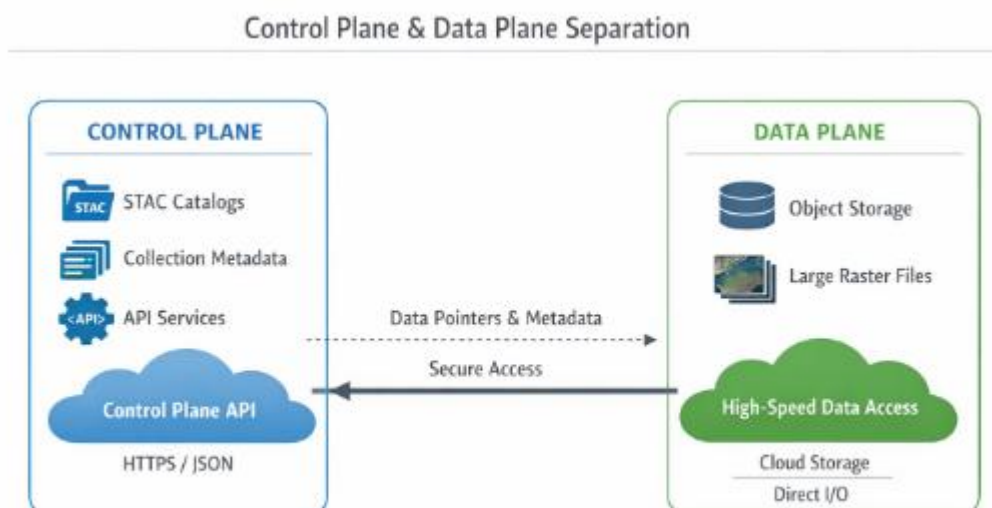 Control Plane & Data Plane Separation
CONTROL PLANE
STAC
STAC Catalogs
Collection Metadata
<API>
API Services
Control Plane API
HTTPS / JSON
Data Pointers & Metadata
Secure Access
DATA PLANE
Object Storage
Large Raster Files
High-Speed Data Access
Cloud Storage
Direct I/O